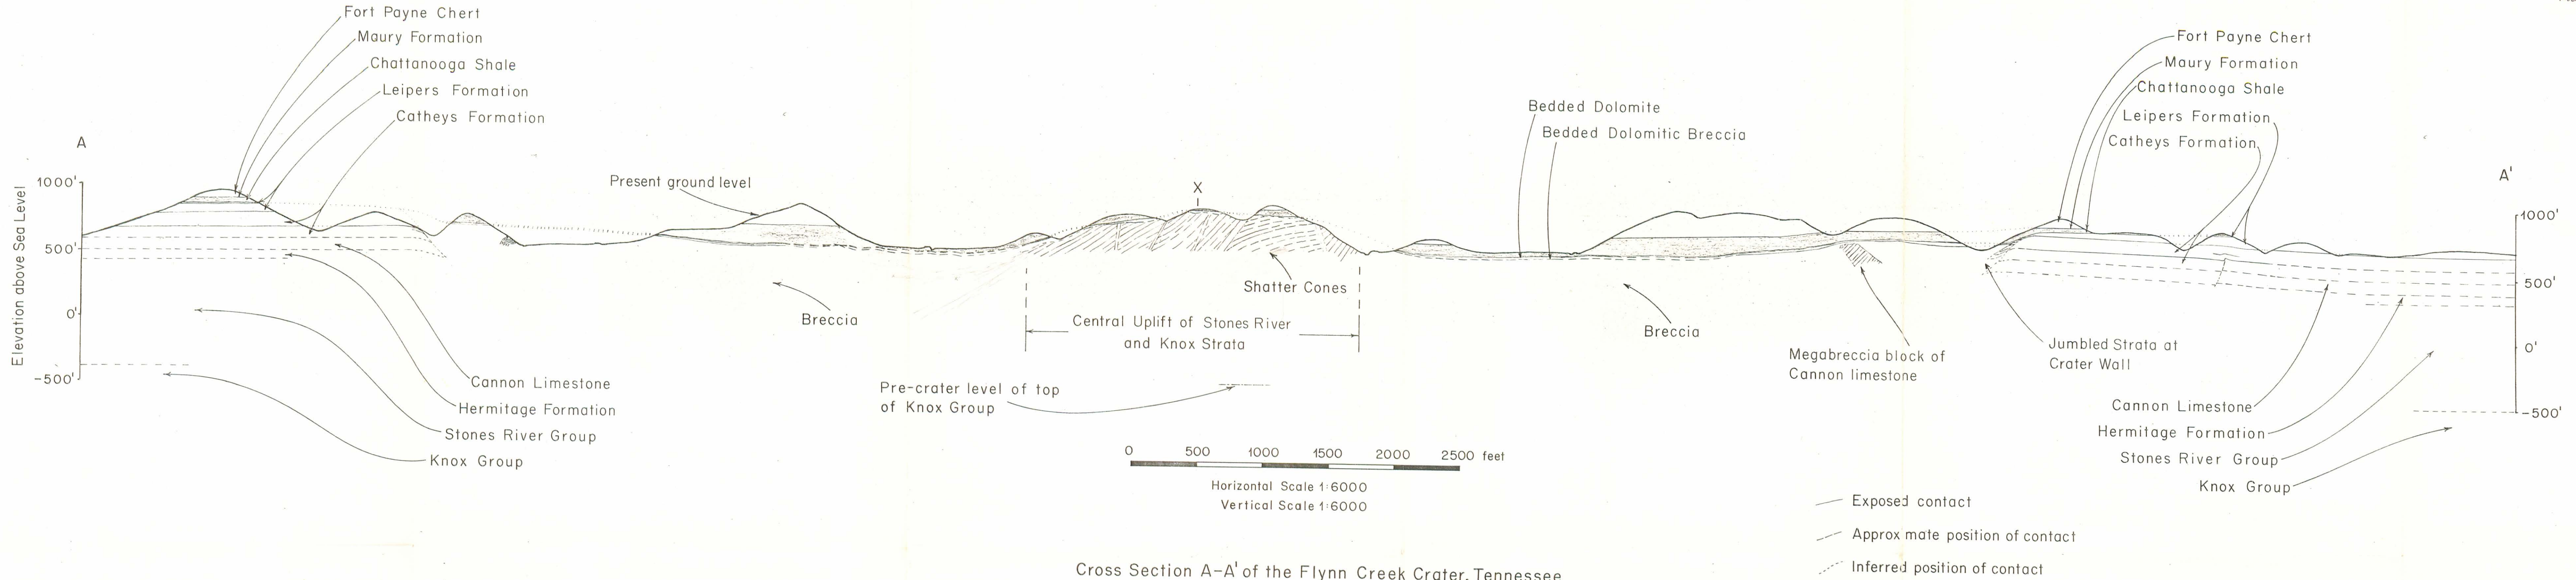 Fort Payne Chert
Maury Formation
Chattanooga Shale
Leipers Formation
Catheys Formation
A
Elevation above Sea Level
1000'
500'
0'
-500'
Present ground level
Breccia
Cannon Limestone
Hermitage Formation
Stones River Group
Knox Group
X
Shatter Cones
Central Uplift of Stones River
and Knox Strata
Pre-crater level of top
of Knox Group
Bedded Dolomite
Bedded Dolomitic Breccia
Breccia
Megabreccia block of
Cannon limestone
Jumbled Strata at
Crater Wall
Fort Payne Chert
Maury Formation
Chattanooga Shale
Leipers Formation
Catheys Formation
A'
1000'
500'
0'
-500'
Cannon Limestone
Hermitage Formation
Stones River Group
Knox Group
0 500 1000 1500 2000 2500 feet
Horizontal Scale 1:6000
Vertical Scale 1:6000
Exposed contact
Approx mate position of contact
Inferred position of contact
Cross Section A-A' of the Flynn Creek Crater, Tennessee